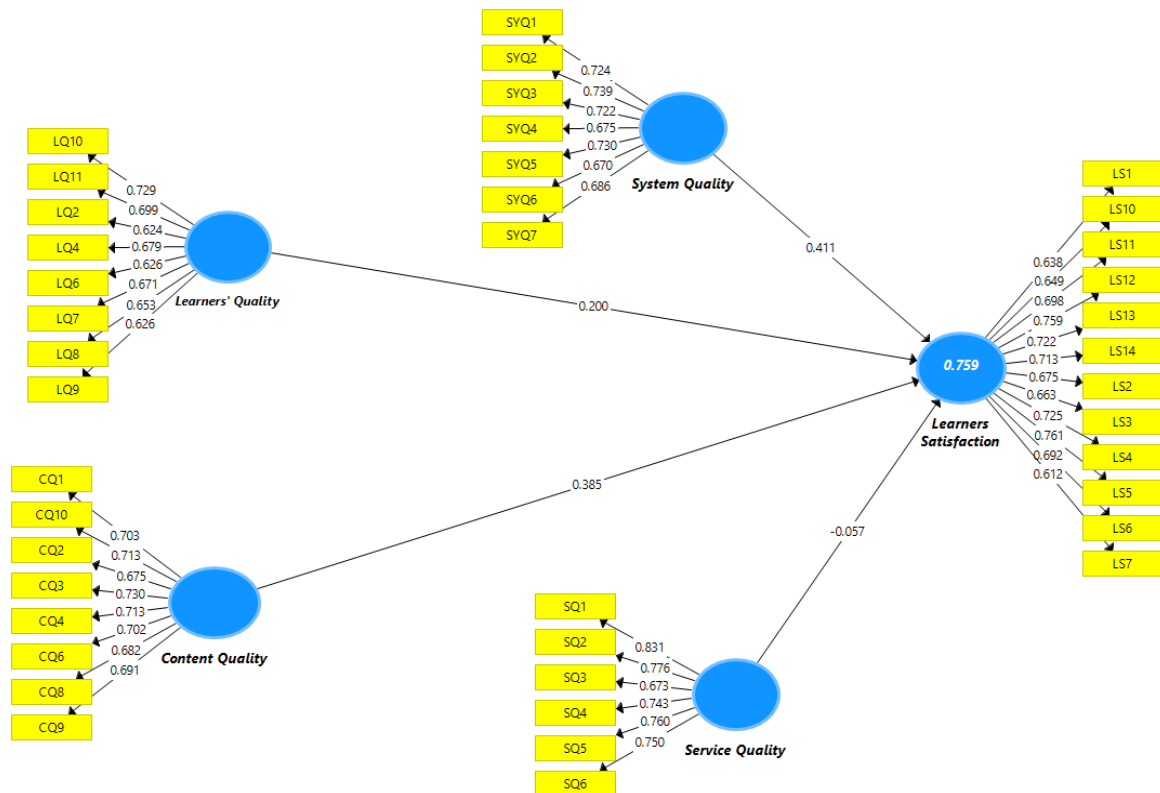 SYQ1
SYQ2
SYQ3
SYQ4
SYQ5
SYQ6
SYQ7
0.724
0.739
0.722
0.675
0.730
0.670
0.686
System Quality
LQ10
LQ11
LQ2
LQ4
LQ6
LQ7
LQ8
LQ9
0.729
0.699
0.624
0.679
0.626
0.671
0.653
0.626
Learners' Quality
0.411
0.200
0.385
-0.057
0.759
Learners
Satisfaction
0.638
0.649
0.698
0.759
0.722
0.713
0.675
0.663
0.725
0.761
0.692
0.612
LS1
LS10
LS11
LS12
LS13
LS14
LS2
LS3
LS4
LS5
LS6
LS7
CQ1
CQ10
CQ2
CQ3
CQ4
CQ6
CQ8
CQ9
0.703
0.713
0.675
0.730
0.713
0.702
0.682
0.691
Content Quality
SQ1
SQ2
SQ3
SQ4
SQ5
SQ6
0.831
0.776
0.673
0.743
0.760
0.750
Service Quality